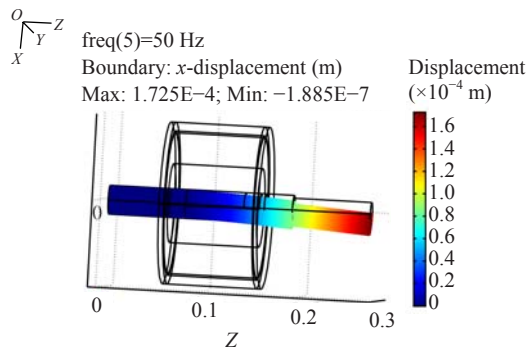 O
Z
Y
X
freq(5)=50 Hz
Boundary: x-displacement (m)
Max: 1.725E−4; Min: −1.885E−7
Displacement
(×10⁻⁴ m)
1.6
1.4
1.2
1.0
0.8
0.6
0.4
0.2
0
0
0
0.1
0.2
0.3
Z